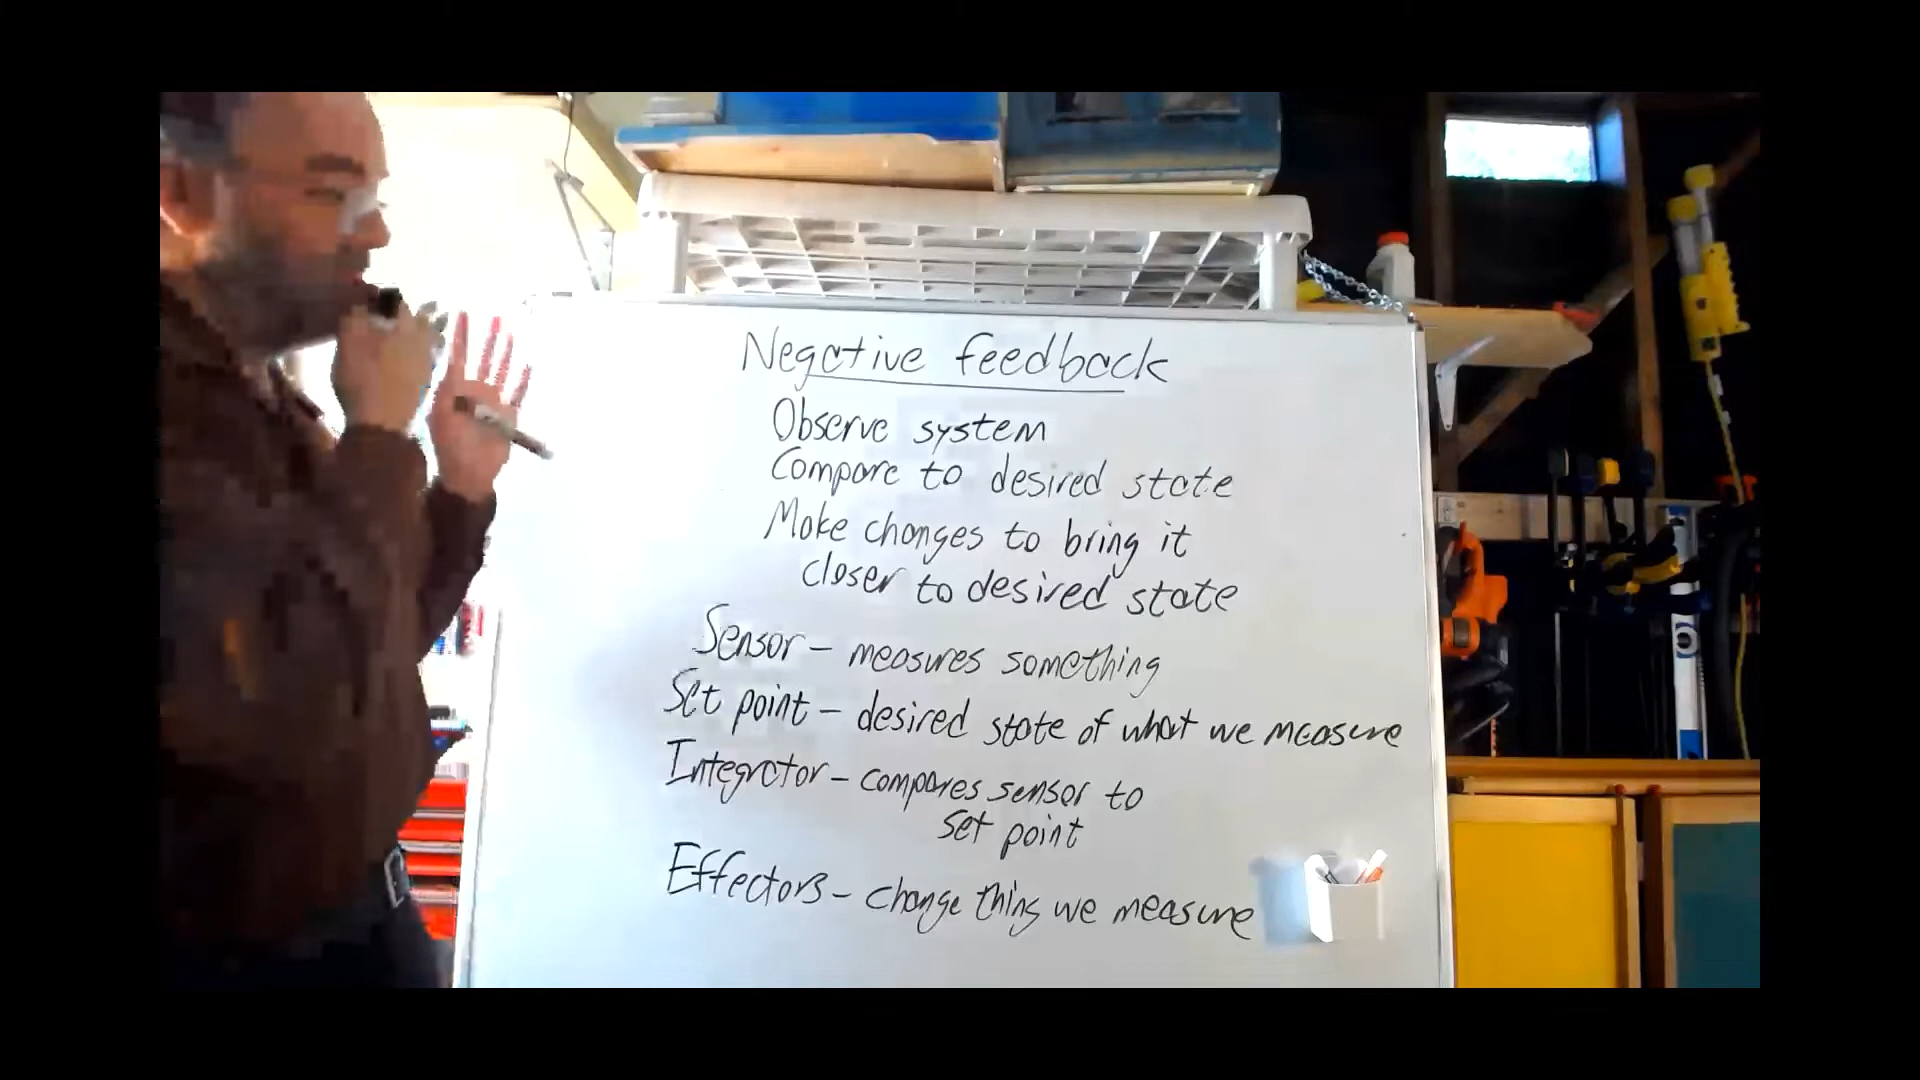 Negative feedback
Observe system
Compare to desired state
Make changes to bring it
closer to desired state
Sensor – measures something
Set point – desired state of what we measure
Integrator – compares sensor to
set point
Effectors – change thing we measure